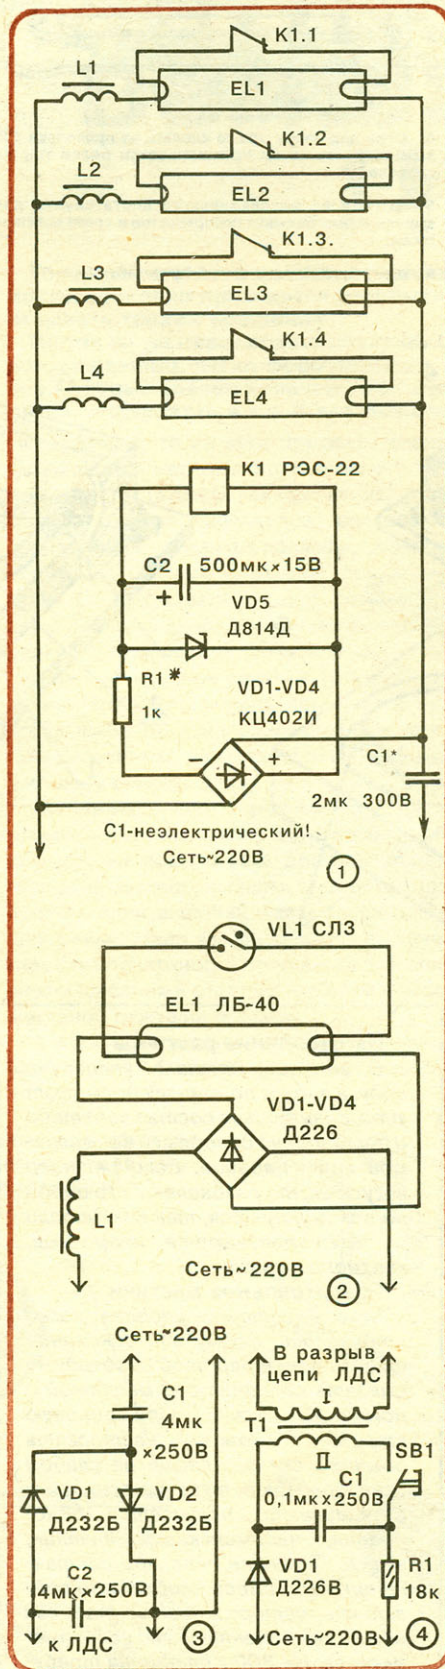 K1.1
L1
EL1
K1.2
L2
EL2
K1.3.
L3
EL3
K1.4
L4
EL4
K1 РЭС-22
C2 500мк×15В
+
VD5
Д814Д
R1*
1к
VD1-VD4
КЦ402И
− +
C1*
2мк 300В
C1-неэлектрический!
Сеть~220В
1
VL1 СЛ3
EL1 ЛБ-40
VD1-VD4
Д226
L1
Сеть~220В
2
Сеть~220В
C1
4мк
×250В
VD1
Д232Б
VD2
Д232Б
C2
4мк×250В
к ЛДС
3
В разрыв
цепи ЛДС
I
T1
II
SB1
C1
0,1мк×250В
VD1
Д226В
R1
18к
Сеть~220В
4